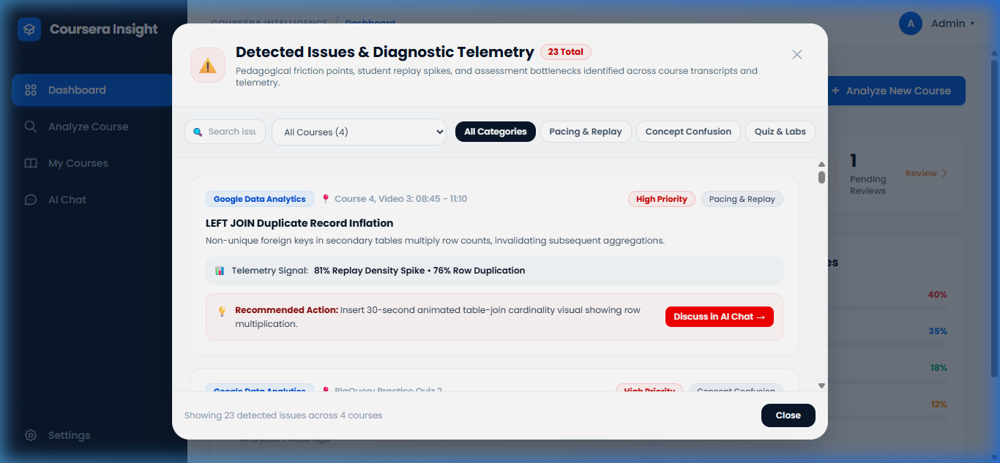 Coursera Insight
COURSERA INTELLIGENCE / Dashboard
A Admin
Dashboard
Analyze Course
My Courses
AI Chat
Settings
+ Analyze New Course
1
Pending
Reviews
Review
es
40%
35%
18%
12%
Detected Issues & Diagnostic Telemetry 23 Total
Pedagogical friction points, student replay spikes, and assessment bottlenecks identified across course transcripts and
telemetry.
Search issu
All Courses (4)
All Categories Pacing & Replay Concept Confusion Quiz & Labs
Google Data Analytics Course 4, Video 3: 08:45 - 11:10 High Priority Pacing & Replay
LEFT JOIN Duplicate Record Inflation
Non-unique foreign keys in secondary tables multiply row counts, invalidating subsequent aggregations.
Telemetry Signal: 81% Replay Density Spike • 76% Row Duplication
Recommended Action: Insert 30-second animated table-join cardinality visual showing row
multiplication.
Discuss in AI Chat →
Google Data Analytics BigQuery Practice Quiz 2 High Priority Concept Confusion
Showing 23 detected issues across 4 courses
Close
Analyzed 1 week ago